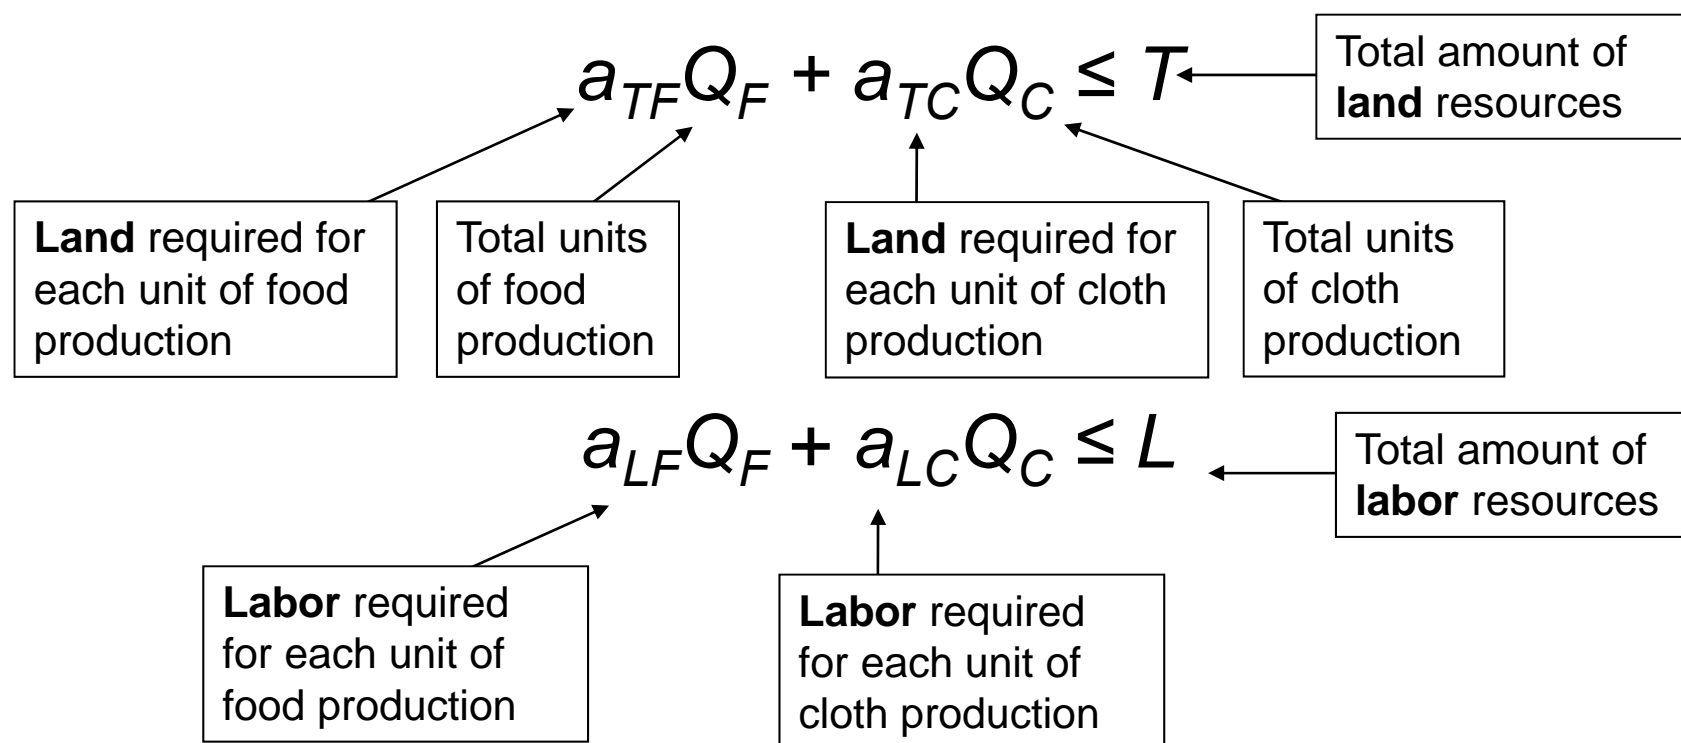 a_TF Q_F + a_TC Q_C ≤ T
Total amount of
land resources
Land required for
each unit of food
production
Total units
of food
production
Land required for
each unit of cloth
production
Total units
of cloth
production
a_LF Q_F + a_LC Q_C ≤ L
Total amount of
labor resources
Labor required
for each unit of
food production
Labor required
for each unit of
cloth production